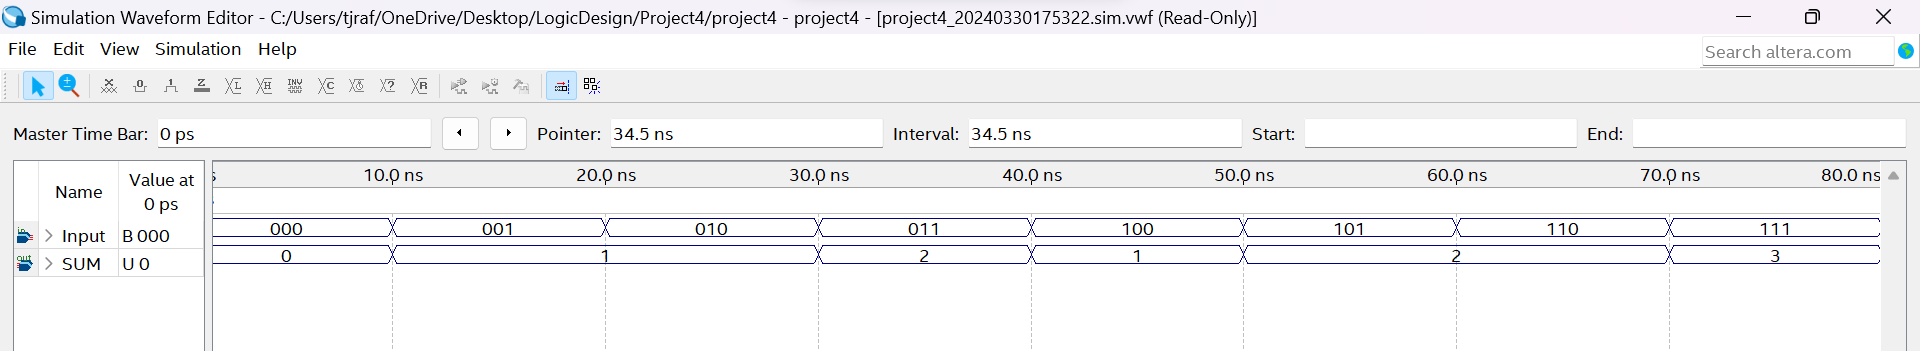 Simulation Waveform Editor - C:/Users/tjraf/OneDrive/Desktop/LogicDesign/Project4/project4 - project4 - [project4_20240330175322.sim.vwf (Read-Only)]
File Edit View Simulation Help
Search altera.com
Master Time Bar: 0 ps Pointer: 34.5 ns Interval: 34.5 ns Start: End:
Name Value at 0 ps
10.0 ns 20.0 ns 30.0 ns 40.0 ns 50.0 ns 60.0 ns 70.0 ns 80.0 ns
Input B 000 000 001 010 011 100 101 110 111
SUM U 0 0 1 2 1 2 3